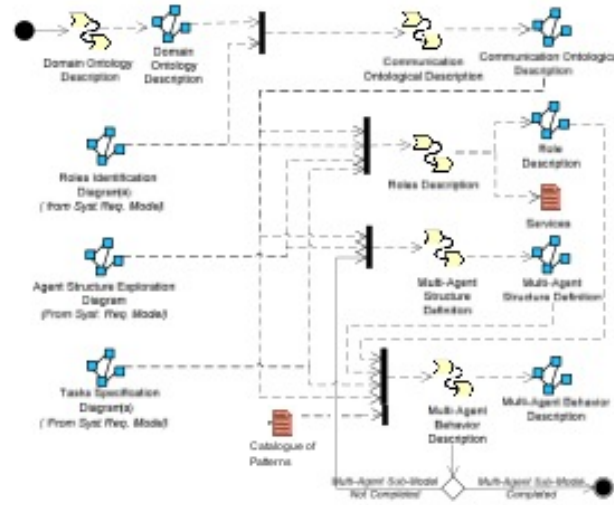 Domain Ontology
Description
Domain
Ontology
Description
Communication
Ontological Description
Communication Ontological
Description
Roles Identification
Diagram(s)
( from Syst. Req. Model)
Roles Description
Role
Description
Services
Agent Structure Exploration
Diagram
(From Syst. Req. Model)
Multi-Agent
Structure
Definition
Multi-Agent
Structure Definition
Tasks Specification
Diagram(s)
( From Syst. Req. Model)
Catalogue of
Patterns
Multi-Agent
Behavior
Description
Multi-Agent Behavior
Description
Multi-Agent Sub-Model
Not Completed
Multi-Agent Sub-Model
Completed